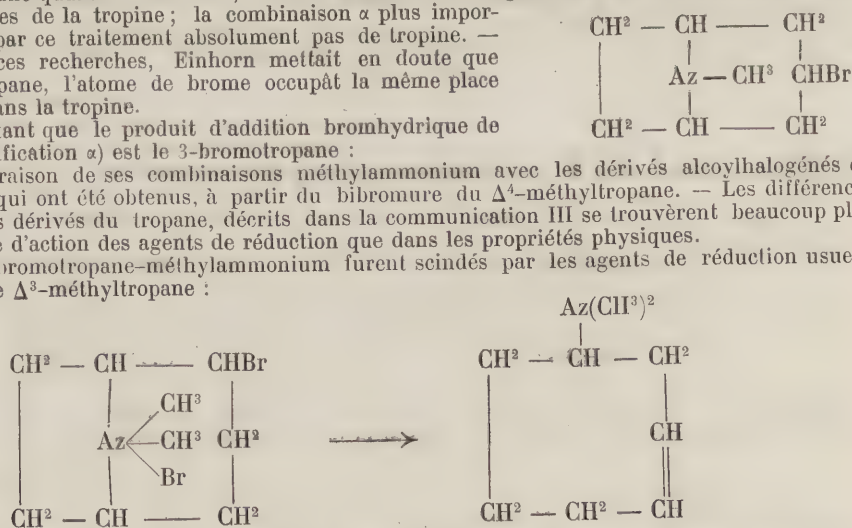 es de la tropine ; la combinaison α plus impor-
par ce traitement absolument pas de tropine. —
ces recherches, Einhorn mettait en doute que
pane, l'atome de brome occupât la même place
ans la tropine.
tant que le produit d'addition bromhydrique de
ification α) est le 3-bromotropane :
CH² — CH —— CH²
Az — CH³ CHBr
CH² — CH —— CH²
raison de ses combinaisons méthylammonium avec les dérivés alcoylhalogénés
qui ont été obtenus, à partir du bibromure du Δ⁴-méthyltropane. — Les différenc
s dérivés du tropane, décrits dans la communication III se trouvèrent beaucoup pl
e d'action des agents de réduction que dans les propriétés physiques.
bromotropane-méthylammonium furent scindés par les agents de réduction usue
e Δ³-méthyltropane :
Az(CH³)²
CH² — CH —— CHBr
CH² — CH — CH²
CH³
Az —CH³ CH²
CH
Br
CH² — CH —— CH²
CH² — CH² — CH